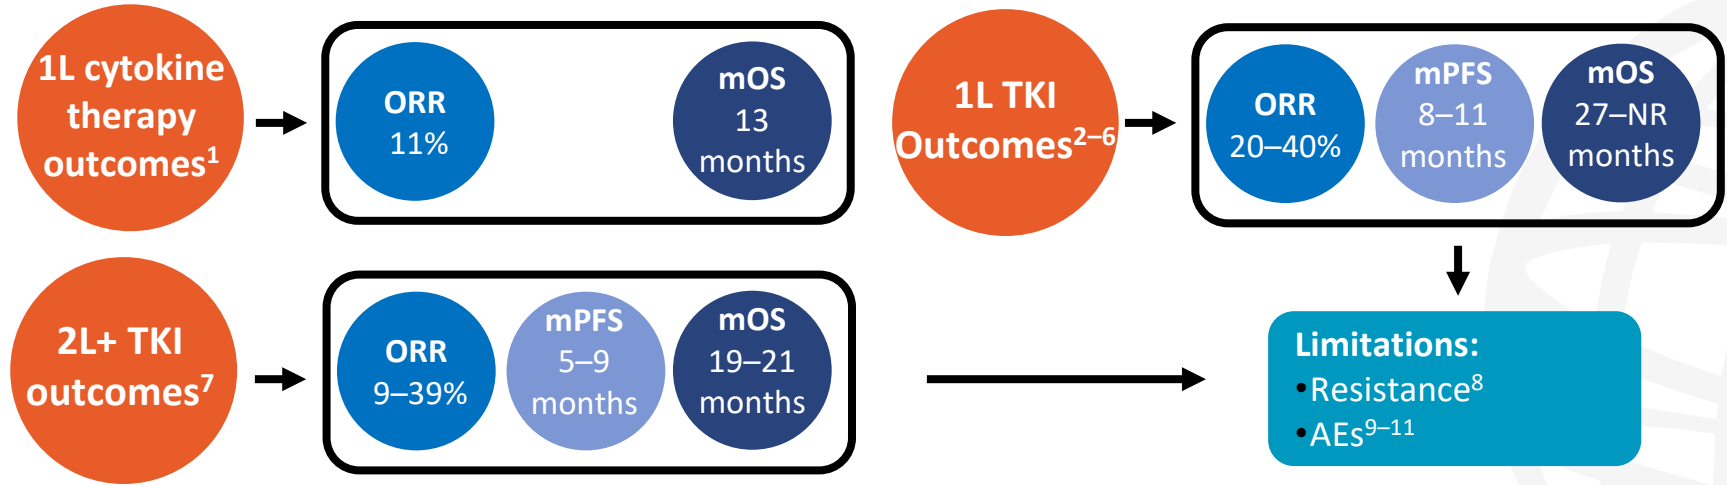 1L cytokine
therapy
outcomes¹
ORR
11%
mOS
13
months
1L TKI
Outcomes²⁻⁶
ORR
20–40%
mPFS
8–11
months
mOS
27–NR
months
2L+ TKI
outcomes⁷
ORR
9–39%
mPFS
5–9
months
mOS
19–21
months
Limitations:
•Resistance⁸
•AEs⁹⁻¹¹